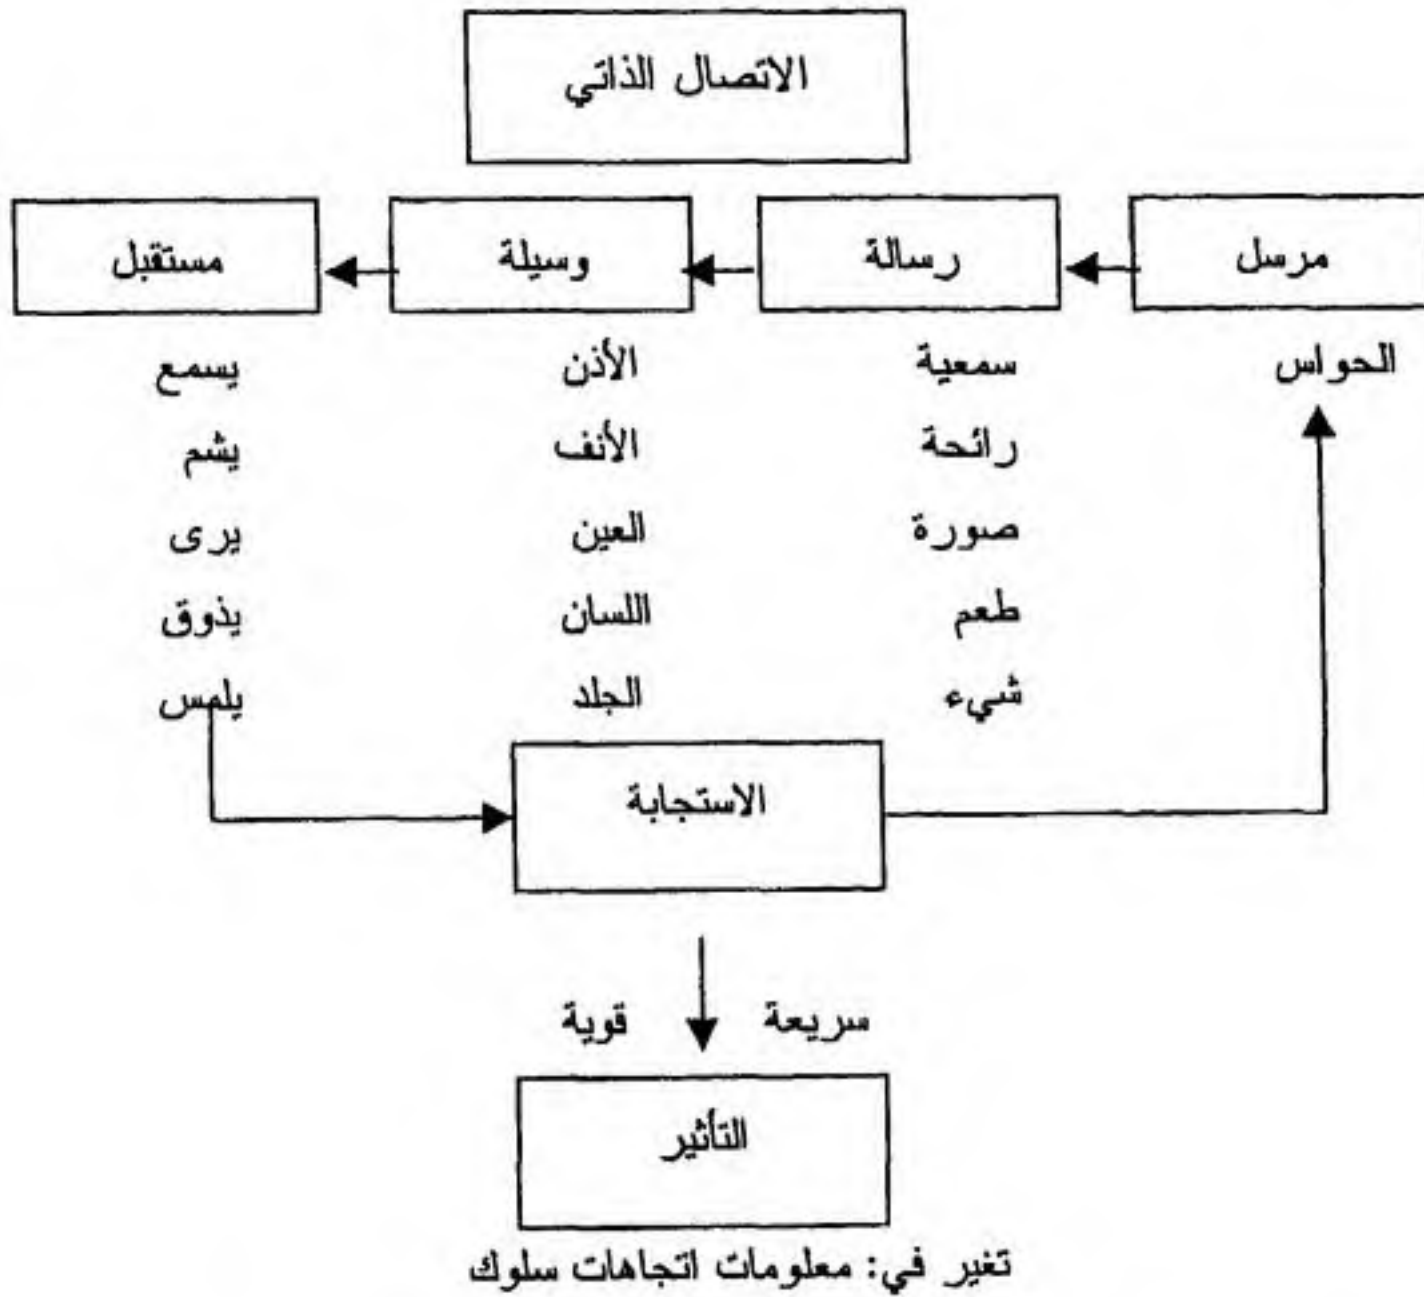 الاتصال الذاتي
مرسل رسالة وسيلة مستقبل
الحواس سمعية الأذن يسمع
رائحة الأنف يشم
صورة العين يرى
طعم اللسان يذوق
شيء الجلد يلمس
الاستجابة
سريعة قوية
التأثير
تغير في: معلومات اتجاهات سلوك